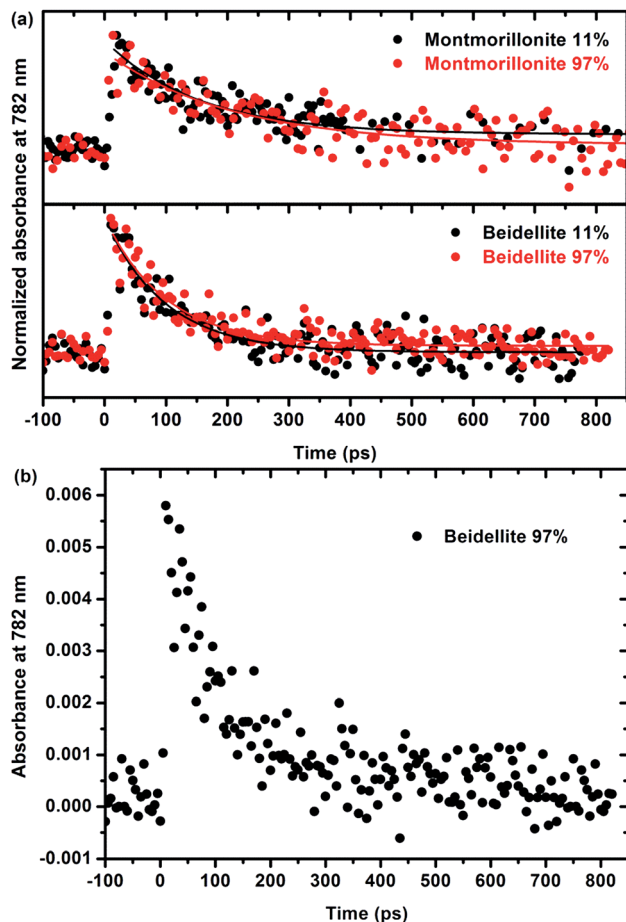 (a)
Montmorillonite 11%
Montmorillonite 97%
Beidellite 11%
Beidellite 97%
Normalized absorbance at 782 nm
-100 0 100 200 300 400 500 600 700 800
Time (ps)
(b)
Beidellite 97%
0.006
0.005
0.004
0.003
0.002
0.001
0.000
-0.001
Absorbance at 782 nm
-100 0 100 200 300 400 500 600 700 800
Time (ps)